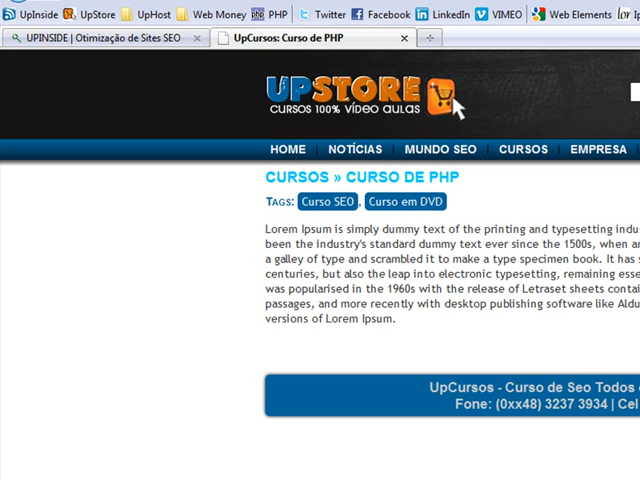 UpInside UpStore UpHost Web Money PHP Twitter Facebook LinkedIn VIMEO Web Elements
UPINSIDE | Otimização de Sites SEO UpCursos: Curso de PHP
UPSTORE
CURSOS 100% VÍDEO AULAS
HOME NOTÍCIAS MUNDO SEO CURSOS EMPRESA
CURSOS » CURSO DE PHP
TAGS: Curso SEO, Curso em DVD
Lorem Ipsum is simply dummy text of the printing and typesetting indus
been the industry's standard dummy text ever since the 1500s, when an
a galley of type and scrambled it to make a type specimen book. It has s
centuries, but also the leap into electronic typesetting, remaining esse
was popularised in the 1960s with the release of Letraset sheets contai
passages, and more recently with desktop publishing software like Aldu
versions of Lorem Ipsum.
UpCursos - Curso de Seo Todos
Fone: (0xx48) 3237 3934 | Cel